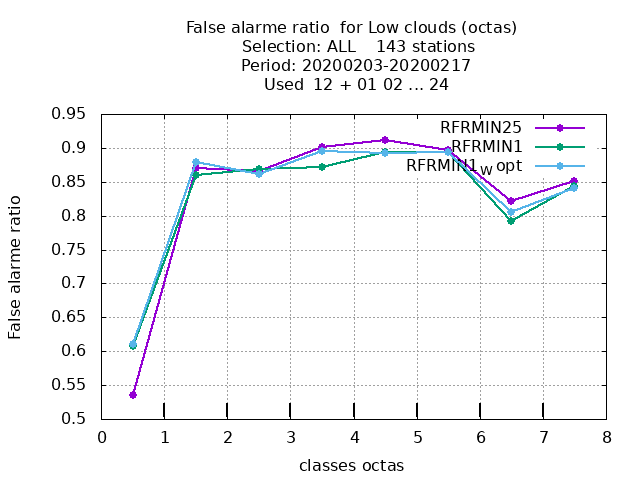 False alarme ratio  for Low clouds (octas)
Selection: ALL    143 stations
Period: 20200203-20200217
Used  12 + 01 02 ... 24
RFRMIN25
RFRMIN1
RFRMIN1W opt
False alarme ratio
0.95
0.9
0.85
0.8
0.75
0.7
0.65
0.6
0.55
0.5
0 1 2 3 4 5 6 7 8
classes octas